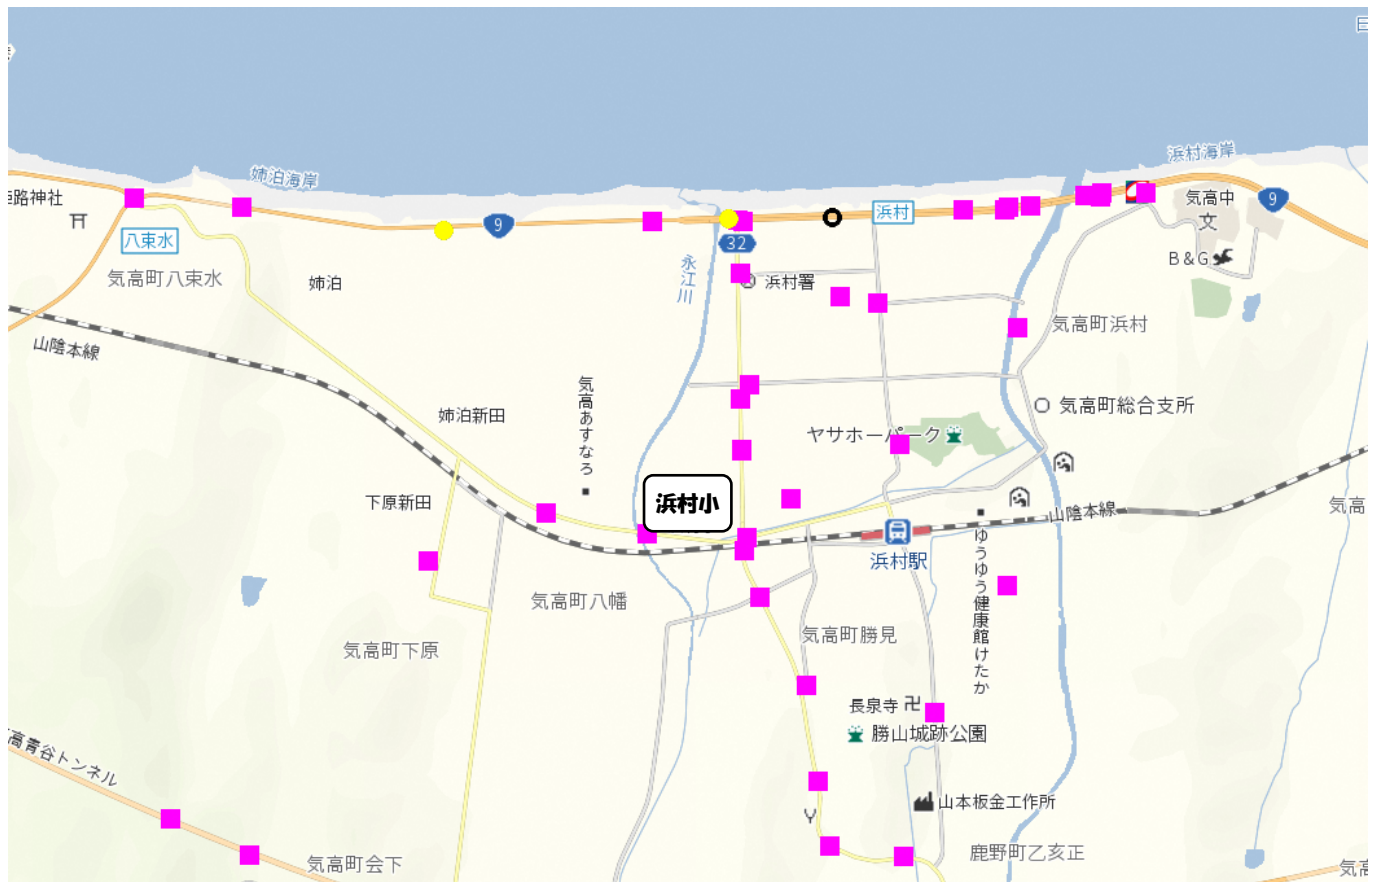 姉泊海岸
浜村海岸
路神社
9
浜村
気高中
文
9
八束水
32
B&G
気高町八束水
姉泊
永江川
浜村署
気高町浜村
山陰本線
気高あすなろ
姉泊新田
ヤサホーパーク
気高町総合支所
下原新田
浜村小
山陰本線
気高
浜村駅
ゆうゆう健康館けたか
気高町八幡
気高町勝見
気高町下原
長泉寺
勝山城跡公園
高青谷トンネル
山本板金工作所
気高町会下
鹿野町乙亥正
気高